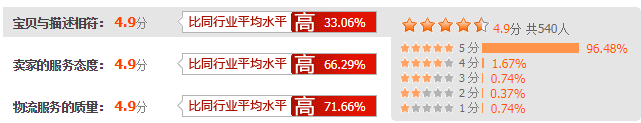 宝贝与描述相符： 4.9分 比同行业平均水平 高 33.06%
卖家的服务态度： 4.9分 比同行业平均水平 高 66.29%
物流服务的质量： 4.9分 比同行业平均水平 高 71.66%
4.9分 共540人
5分 96.48%
4分 1.67%
3分 0.74%
2分 0.37%
1分 0.74%